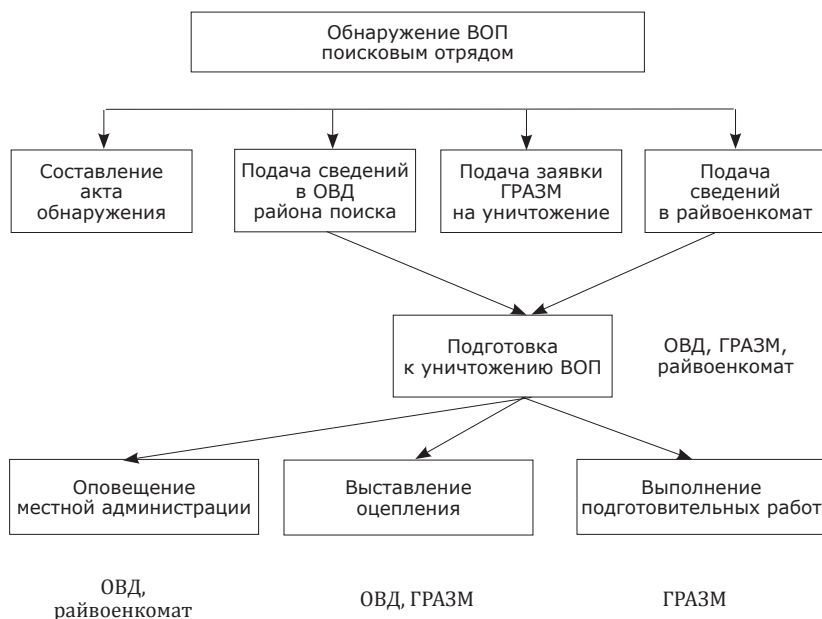 Обнаружение ВОП
поисковым отрядом
Составление
акта
обнаружения
Подача сведений
в ОВД
района поиска
Подача заявки
ГРАЗМ
на уничтожение
Подача
сведений
в райвоенкомат
Подготовка
к уничтожению ВОП
ОВД, ГРАЗМ,
райвоенкомат
Оповещение
местной администрации
Выставление
оцепления
Выполнение
подготовительных работ
ОВД,
райвоенкомат
ОВД, ГРАЗМ
ГРАЗМ